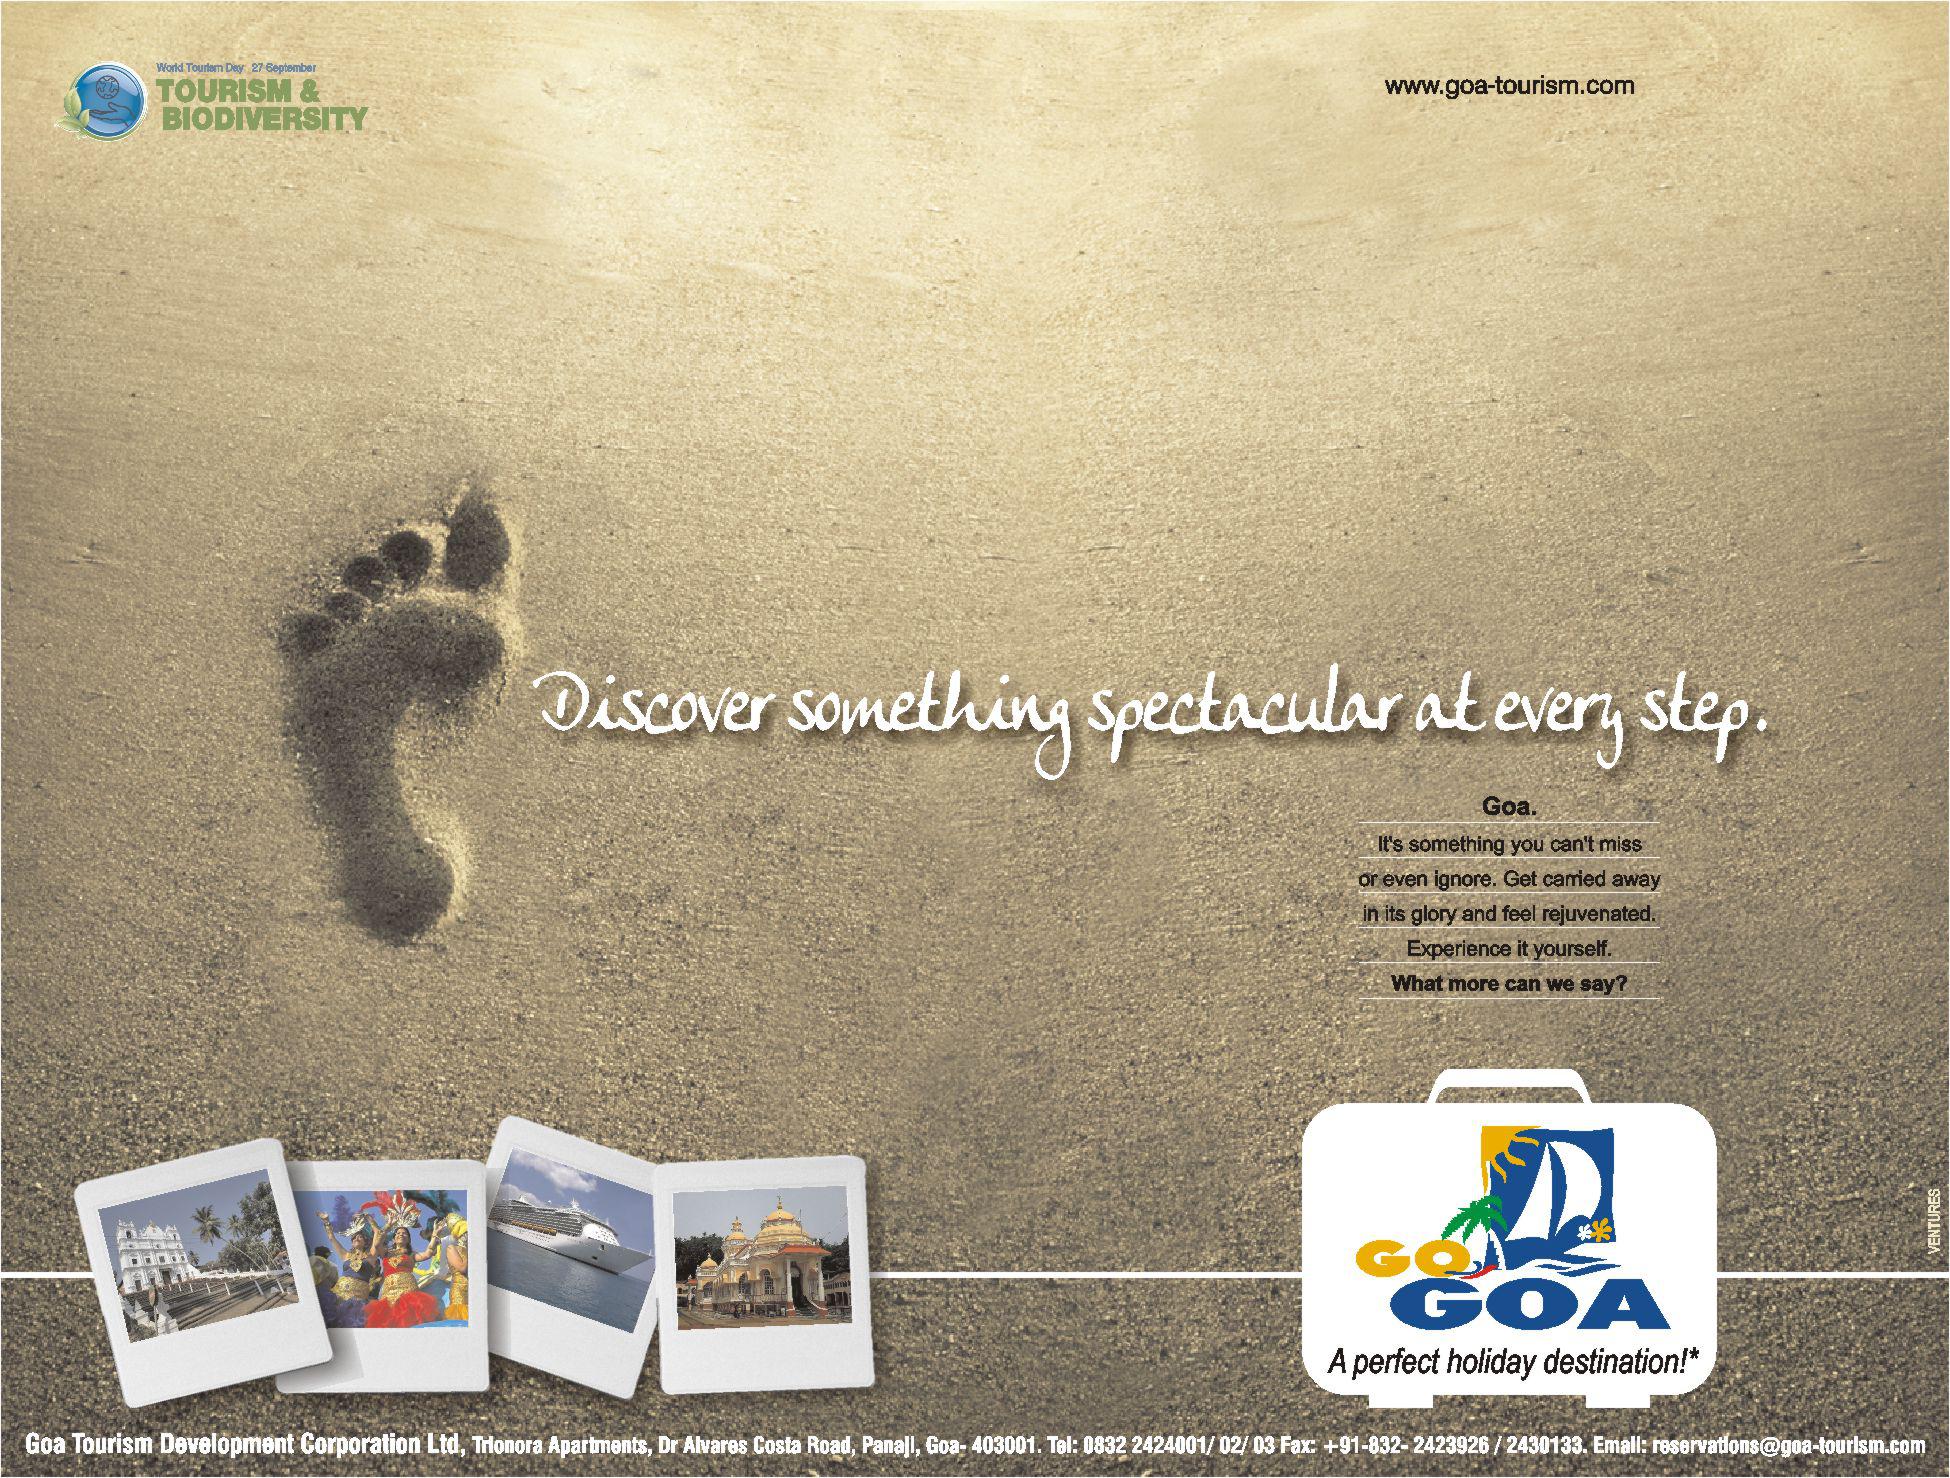 World Tourism Day 27 September
TOURISM &
BIODIVERSITY
www.goa-tourism.com
Discover something spectacular at every step.
Goa.
It's something you can't miss
or even ignore. Get carried away
in its glory and feel rejuvenated.
Experience it yourself.
What more can we say?
GO
GOA
A perfect holiday destination!*
VENTURES
Goa Tourism Development Corporation Ltd, Trionora Apartments, Dr Alvares Costa Road, Panaji, Goa- 403001. Tel: 0832 2424001/ 02/ 03 Fax: +91-832- 2423926 / 2430133. Email: reservations@goa-tourism.com